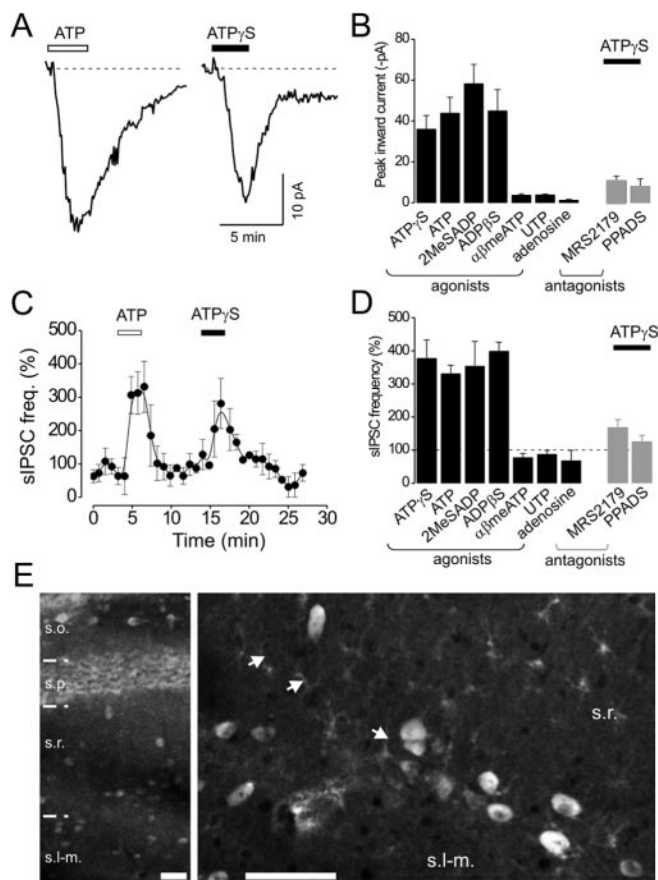 A
ATP
ATPγS
10 pA
5 min
B
ATPγS
Peak inward current (-pA)
80
60
40
20
0
ATPγS
ATP
2MeSADP
ADPβS
αβmeATP
UTP
adenosine
MRS2179
PPADS
agonists
antagonists
C
ATP
ATPγS
sIPSC freq. (%)
500
400
300
200
100
0
0 5 10 15 20 25 30
Time (min)
D
ATPγS
sIPSC frequency (%)
500
400
300
200
100
0
ATPγS
ATP
2MeSADP
ADPβS
αβmeATP
UTP
adenosine
MRS2179
PPADS
agonists
antagonists
E
s.o.
s.p.
s.r.
s.l-m.
s.r.
s.l-m.